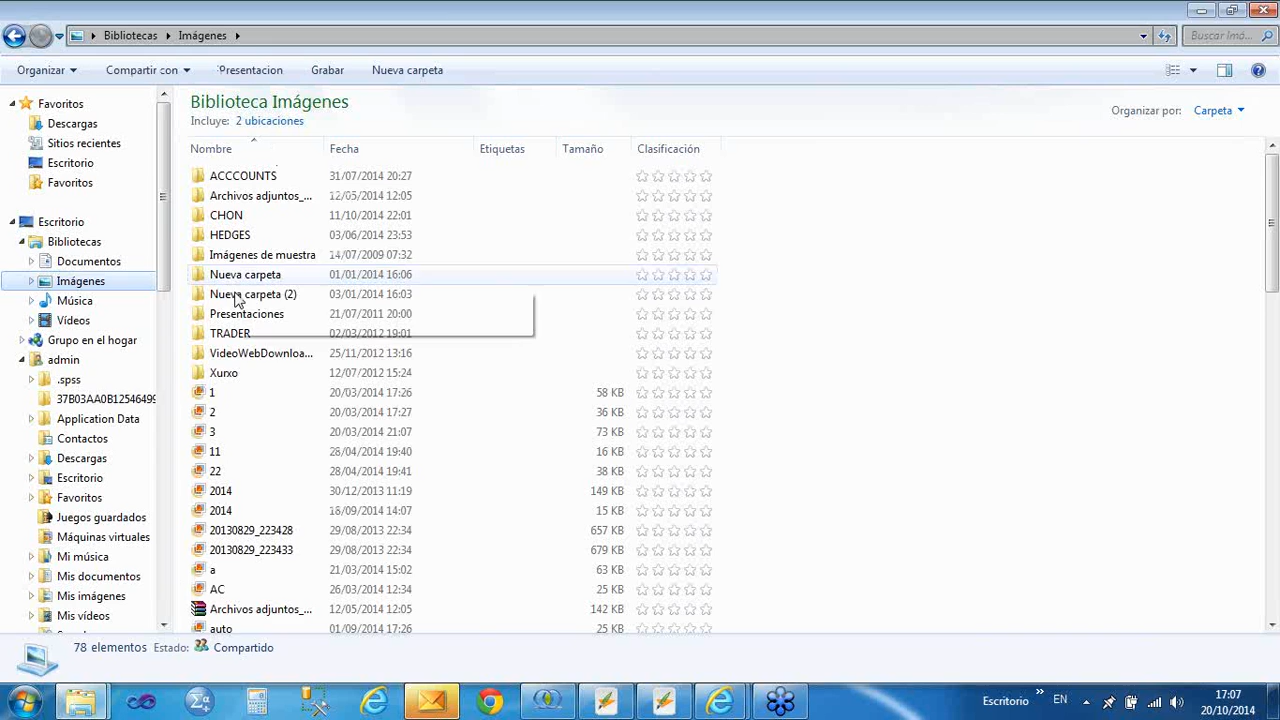 Bibliotecas Imágenes Buscar Imá...
Organizar Compartir con Presentacion Grabar Nueva carpeta
Favoritos
Descargas
Sitios recientes
Escritorio
Favoritos
Escritorio
Bibliotecas
Documentos
Imágenes
Música
Vídeos
Grupo en el hogar
admin
.spss
37B03AA0B12546499
Application Data
Contactos
Descargas
Escritorio
Favoritos
Juegos guardados
Máquinas virtuales
Mi música
Mis documentos
Mis imágenes
Mis vídeos
Biblioteca Imágenes
Incluye: 2 ubicaciones
Organizar por: Carpeta
Nombre Fecha Etiquetas Tamaño Clasificación
ACCCOUNTS 31/07/2014 20:27
Archivos adjuntos_... 12/05/2014 12:05
CHON 11/10/2014 22:01
HEDGES 03/06/2014 23:53
Imágenes de muestra 14/07/2009 07:32
Nueva carpeta 01/01/2014 16:06
Nueva carpeta (2) 03/01/2014 16:03
Presentaciones 21/07/2011 20:00
TRADER 02/03/2012 19:01
VideoWebDownloa... 25/11/2012 13:16
Xurxo 12/07/2012 15:24
1 20/03/2014 17:26 58 KB
2 20/03/2014 17:27 36 KB
3 20/03/2014 21:07 73 KB
11 28/04/2014 19:40 16 KB
22 28/04/2014 19:41 38 KB
2014 30/12/2013 11:19 149 KB
2014 18/09/2014 14:07 15 KB
20130829_223428 29/08/2013 22:34 657 KB
20130829_223433 29/08/2013 22:34 679 KB
a 21/03/2014 15:02 63 KB
AC 26/03/2014 12:34 25 KB
Archivos adjuntos_... 12/05/2014 12:05 142 KB
auto 01/09/2014 17:26 25 KB
78 elementos Estado: Compartido
Escritorio EN 17:07
20/10/2014